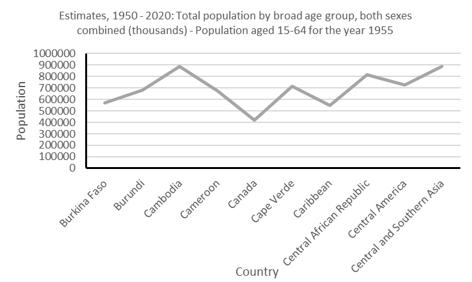 Estimates, 1950 - 2020: Total population by broad age group, both sexes
combined (thousands) - Population aged 15-64 for the year 1955
1000000
900000
800000
700000
600000
500000
400000
300000
200000
100000
0
Population
Burkina Faso
Burundi
Cambodia
Cameroon
Canada
Cape Verde
Caribbean
Central African Republic
Central America
Central and Southern Asia
Country